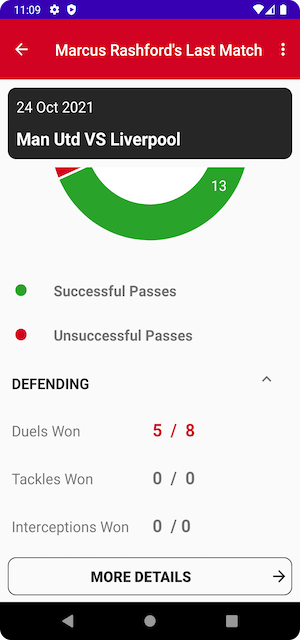 11:09
Marcus Rashford's Last Match
24 Oct 2021
Man Utd VS Liverpool
13
Successful Passes
Unsuccessful Passes
DEFENDING
Duels Won 5 / 8
Tackles Won 0 / 0
Interceptions Won 0 / 0
MORE DETAILS